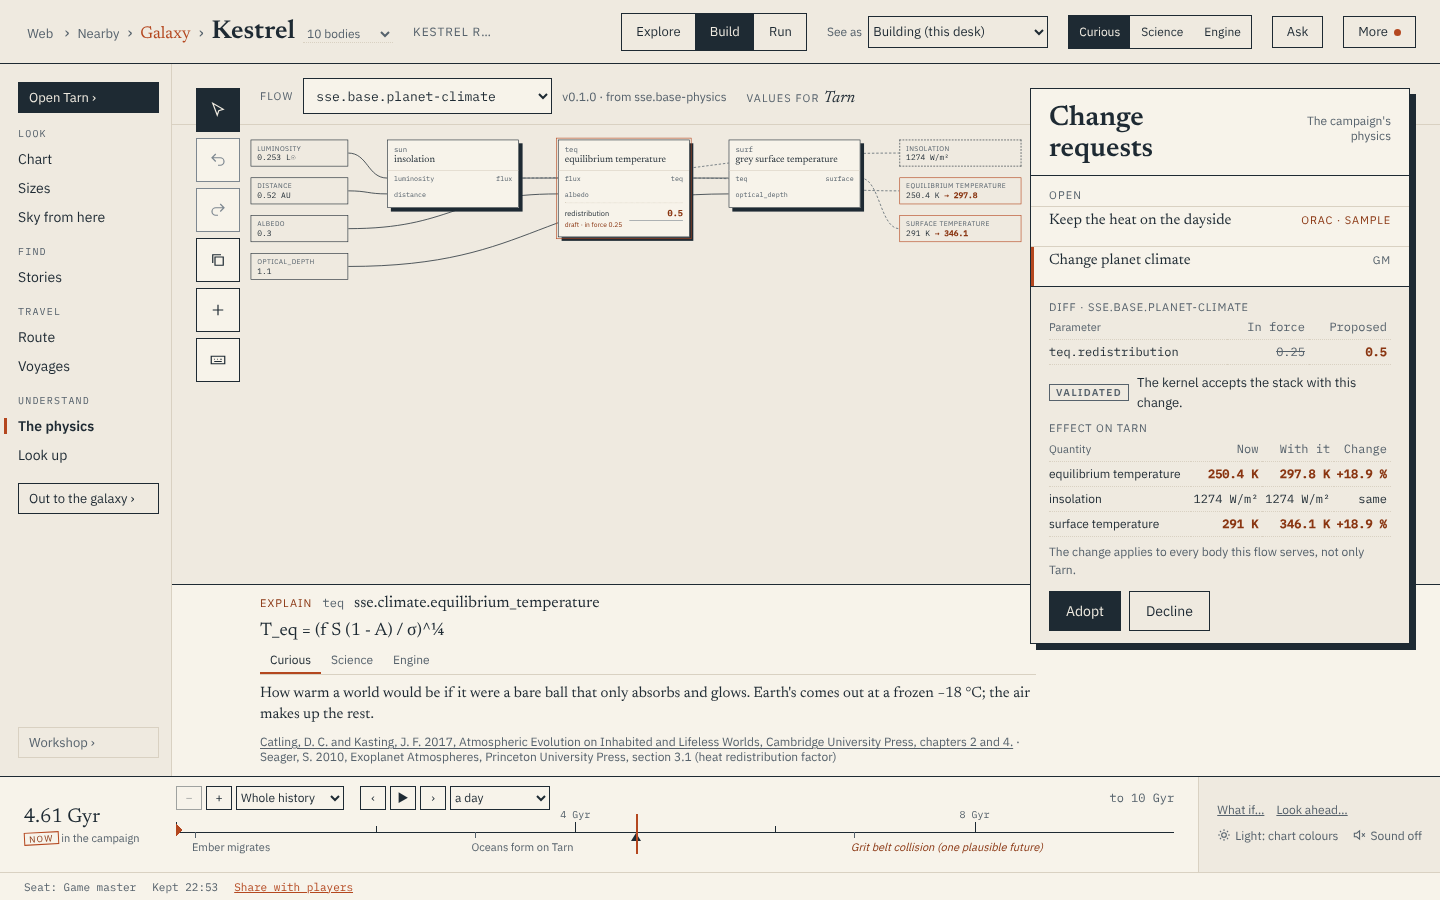 Web › Nearby › Galaxy › Kestrel 10 bodies KESTREL R...
Explore Build Run See as Building (this desk) Curious Science Engine Ask More
Open Tarn ›
LOOK
Chart
Sizes
Sky from here
FIND
Stories
TRAVEL
Route
Voyages
UNDERSTAND
The physics
Look up
Out to the galaxy ›
Workshop ›
FLOW sse.base.planet-climate v0.1.0 · from sse.base-physics VALUES FOR Tarn
LUMINOSITY
0.253 L☉
DISTANCE
0.52 AU
ALBEDO
0.3
OPTICAL_DEPTH
1.1
sun
insolation
luminosity flux
distance
teq
equilibrium temperature
flux teq
albedo
redistribution 0.5
draft · in force 0.25
surf
grey surface temperature
teq surface
optical_depth
INSOLATION
1274 W/m²
EQUILIBRIUM TEMPERATURE
250.4 K → 297.8
SURFACE TEMPERATURE
291 K → 346.1
Change requests
The campaign's physics
OPEN
Keep the heat on the dayside ORAC · SAMPLE
Change planet climate GM
DIFF · SSE.BASE.PLANET-CLIMATE
Parameter In force Proposed
teq.redistribution 0.25 0.5
VALIDATED The kernel accepts the stack with this change.
EFFECT ON TARN
Quantity Now With it Change
equilibrium temperature 250.4 K 297.8 K +18.9 %
insolation 1274 W/m² 1274 W/m² same
surface temperature 291 K 346.1 K +18.9 %
The change applies to every body this flow serves, not only
Tarn.
Adopt Decline
EXPLAIN teq sse.climate.equilibrium_temperature
T_eq = (f S (1 - A) / σ)^¼
Curious Science Engine
How warm a world would be if it were a bare ball that only absorbs and glows. Earth's comes out at a frozen −18 °C; the air
makes up the rest.
Catling, D. C. and Kasting, J. F. 2017, Atmospheric Evolution on Inhabited and Lifeless Worlds, Cambridge University Press, chapters 2 and 4. ·
Seager, S. 2010, Exoplanet Atmospheres, Princeton University Press, section 3.1 (heat redistribution factor)
4.61 Gyr
NOW in the campaign
− + Whole history ‹ ▶ › a day to 10 Gyr
4 Gyr 8 Gyr
Ember migrates Oceans form on Tarn Grit belt collision (one plausible future)
What if... Look ahead...
Light: chart colours Sound off
Seat: Game master Kept 22:53 Share with players